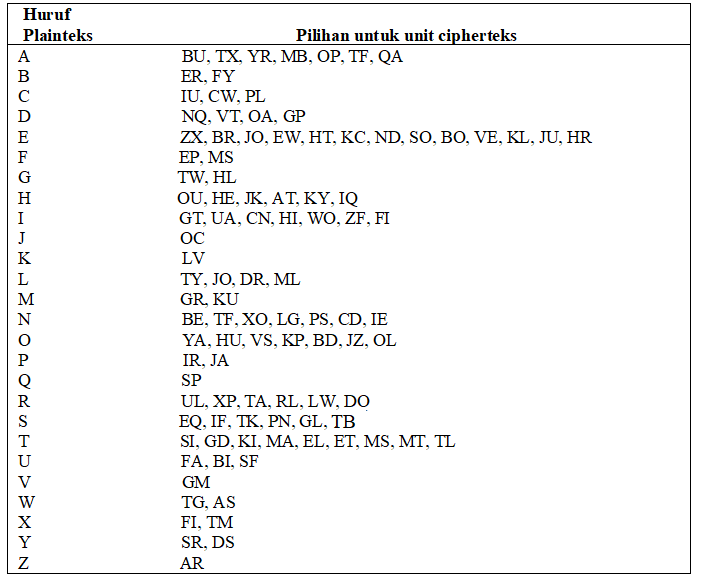 Huruf
Plainteks Pilihan untuk unit cipherteks
A BU, TX, YR, MB, OP, TF, QA
B ER, FY
C IU, CW, PL
D NQ, VT, OA, GP
E ZX, BR, JO, EW, HT, KC, ND, SO, BO, VE, KL, JU, HR
F EP, MS
G TW, HL
H OU, HE, JK, AT, KY, IQ
I GT, UA, CN, HI, WO, ZF, FI
J OC
K LV
L TY, JO, DR, ML
M GR, KU
N BE, TF, XO, LG, PS, CD, IE
O YA, HU, VS, KP, BD, JZ, OL
P IR, JA
Q SP
R UL, XP, TA, RL, LW, DO
S EQ, IF, TK, PN, GL, TB
T SI, GD, KI, MA, EL, ET, MS, MT, TL
U FA, BI, SF
V GM
W TG, AS
X FI, TM
Y SR, DS
Z AR